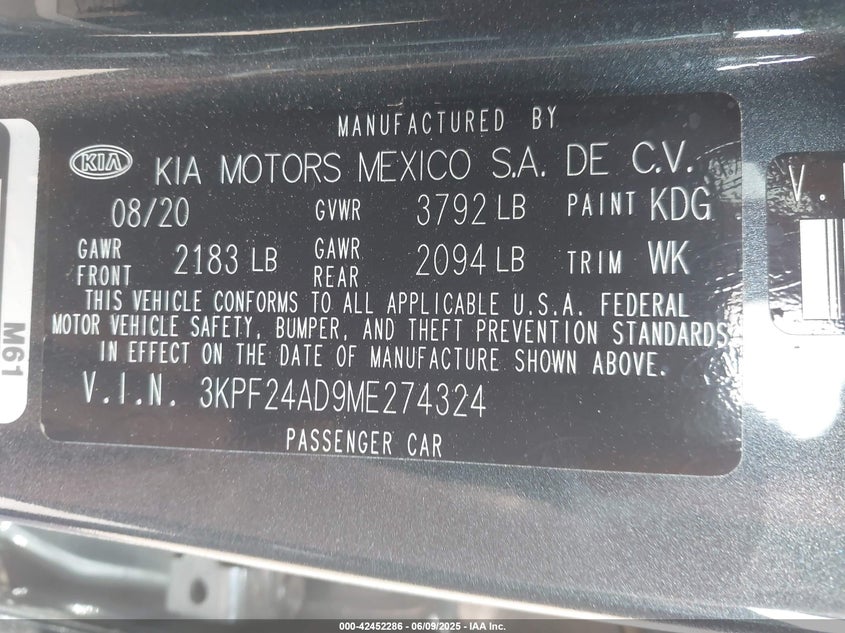 MANUFACTURED BY
KIA KIA MOTORS MEXICO S.A. DE C.V.
08/20 GVWR 3792 LB PAINT KDG
GAWR FRONT 2183 LB GAWR REAR 2094 LB TRIM WK
THIS VEHICLE CONFORMS TO ALL APPLICABLE U.S.A. FEDERAL
MOTOR VEHICLE SAFETY, BUMPER, AND THEFT PREVENTION STANDARDS
IN EFFECT ON THE DATE OF MANUFACTURE SHOWN ABOVE.
V.I.N. 3KPF24AD9ME274324
PASSENGER CAR
M61
V.
000-42452286 - 06/09/2025 - IAA Inc.